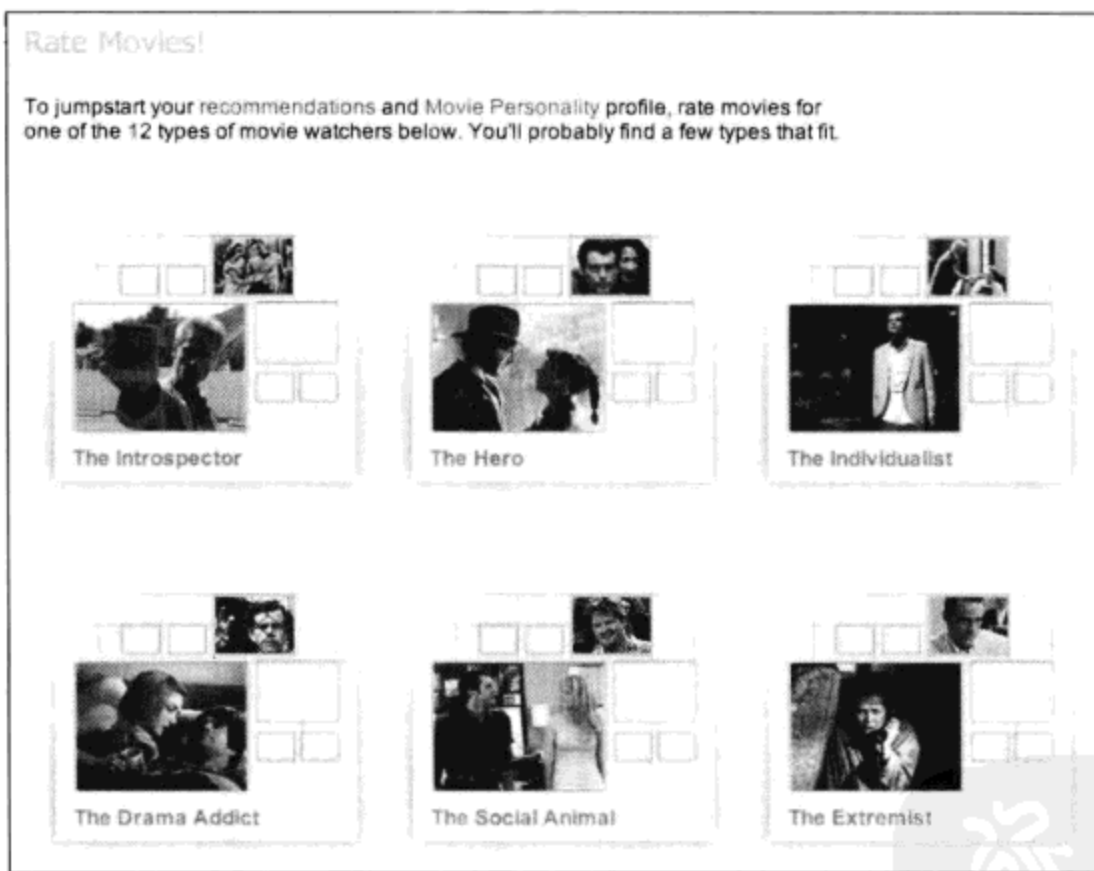 Rate Movies!
To jumpstart your recommendations and Movie Personality profile, rate movies for
one of the 12 types of movie watchers below. You'll probably find a few types that fit.
The Introspector
The Hero
The Individualist
The Drama Addict
The Social Animal
The Extremist